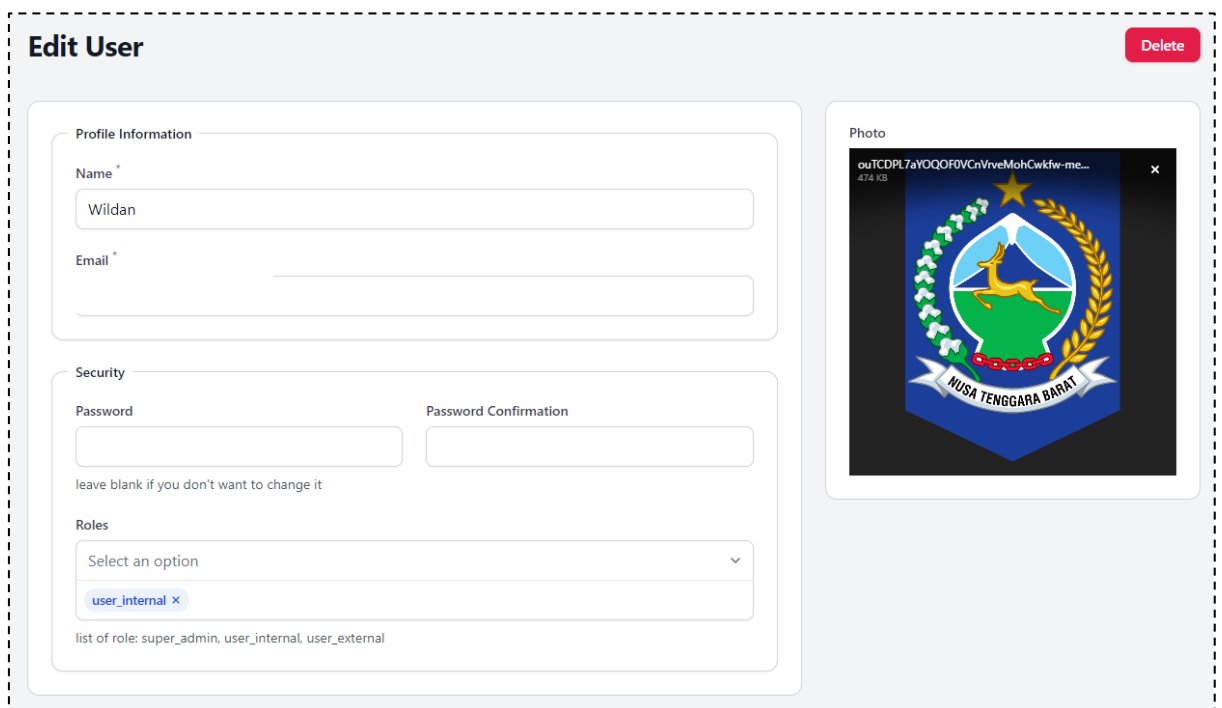 Edit User
Delete
Profile Information
Name *
Wildan
Email *
Security
Password
Password Confirmation
leave blank if you don't want to change it
Roles
Select an option
user_internal ×
list of role: super_admin, user_internal, user_external
Photo
ouTCDPL7aYOQOF0VCnVrveMohCwkfw-me...
474 KB
NUSA TENGGARA BARAT